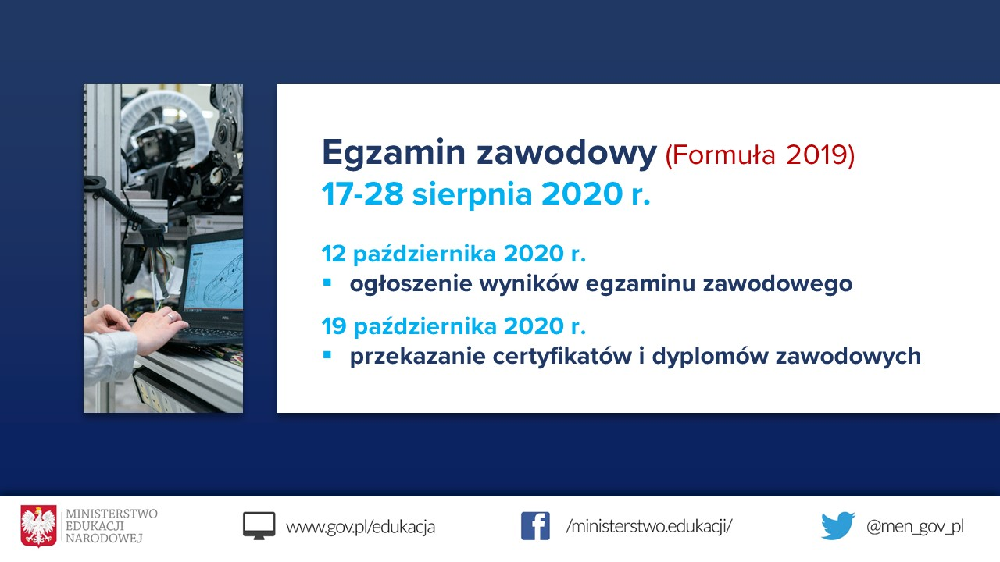 Egzamin zawodowy (Formuła 2019)
17-28 sierpnia 2020 r.
12 października 2020 r.
▪ ogłoszenie wyników egzaminu zawodowego
19 października 2020 r.
▪ przekazanie certyfikatów i dyplomów zawodowych
MINISTERSTWO
EDUKACJI
NARODOWEJ
www.gov.pl/edukacja
/ministerstwo.edukacji/
@men_gov_pl